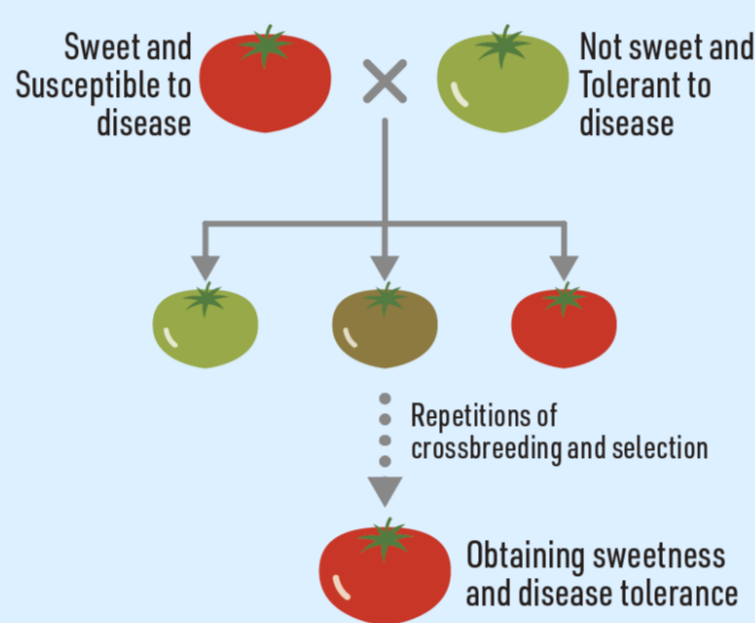 Sweet and
Susceptible to
disease
Not sweet and
Tolerant to
disease
Repetitions of
crossbreeding and selection
Obtaining sweetness
and disease tolerance